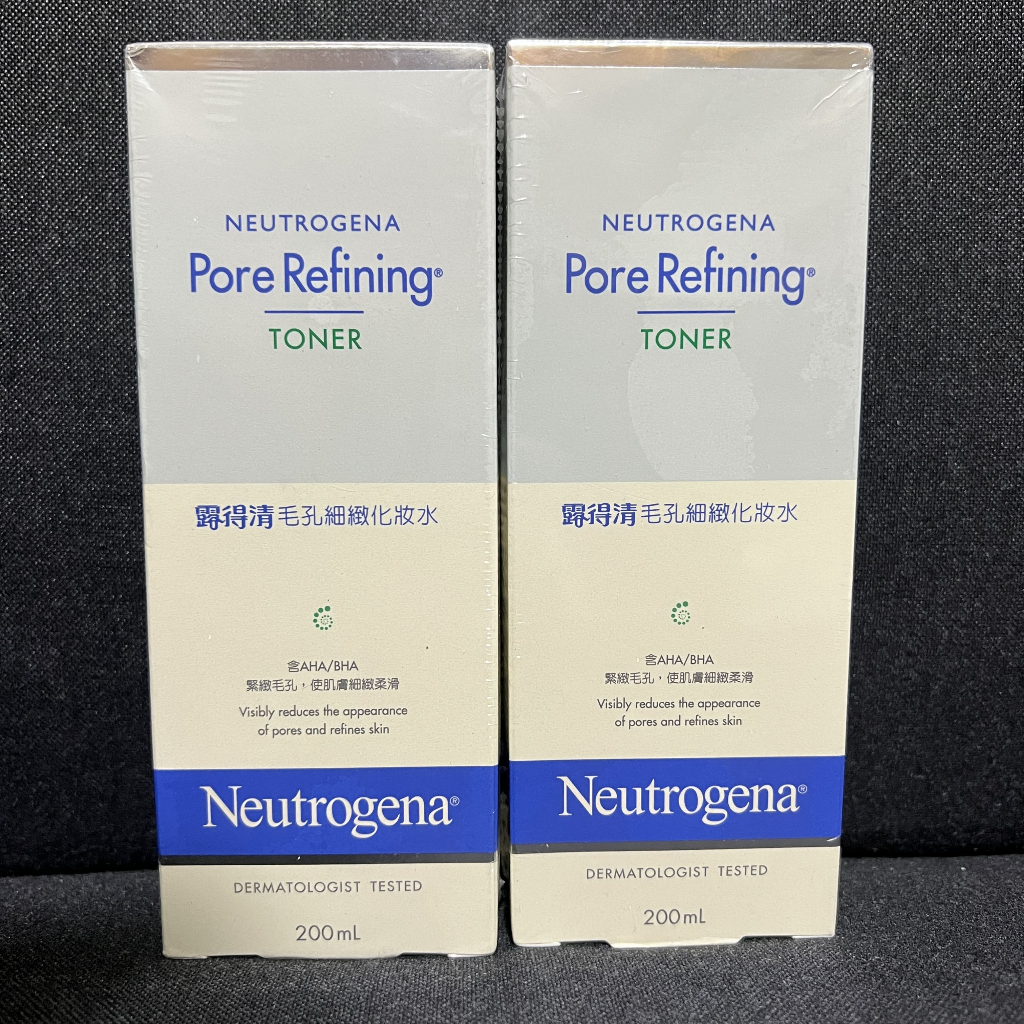 NEUTROGENA
Pore Refining®
TONER
露得清毛孔細緻化妝水
含AHA/BHA
緊緻毛孔，使肌膚細緻柔滑
Visibly reduces the appearance
of pores and refines skin
Neutrogena®
DERMATOLOGIST TESTED
200mL
NEUTROGENA
Pore Refining®
TONER
露得清毛孔細緻化妝水
含AHA/BHA
緊緻毛孔，使肌膚細緻柔滑
Visibly reduces the appearance
of pores and refines skin
Neutrogena®
DERMATOLOGIST TESTED
200mL